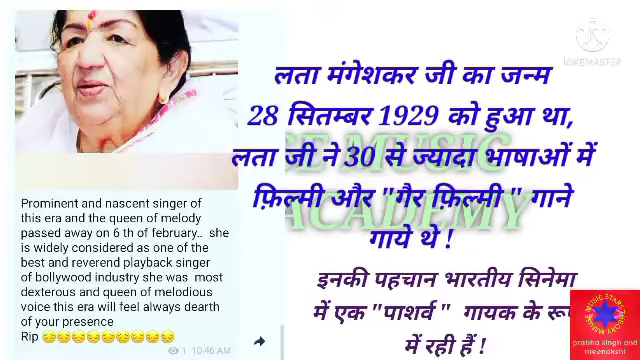 KINEMASTER
लता मंगेशकर जी का जन्म
28 सितम्बर 1929 को हुआ था,
लता जी ने 30 से ज्यादा भाषाओं में
फ़िल्मी और "गैर फ़िल्मी " गाने
गाये थे !
इनकी पहचान भारतीय सिनेमा
में एक "पाशर्व " गायक के रूप
में रही हैं !
MUSIC
ACADEMY
Prominent and nascent singer of
this era and the queen of melody
passed away on 6 th of february.. she
is widely considered as one of the
best and reverend playback singer
of bollywood industry she was most
dexterous and queen of melodious
voice this era will feel always dearth
of your presence
Rip 😔😔😔😔😔😔😔😔😔
1 10:46 AM
prabha singh and
meenakshi